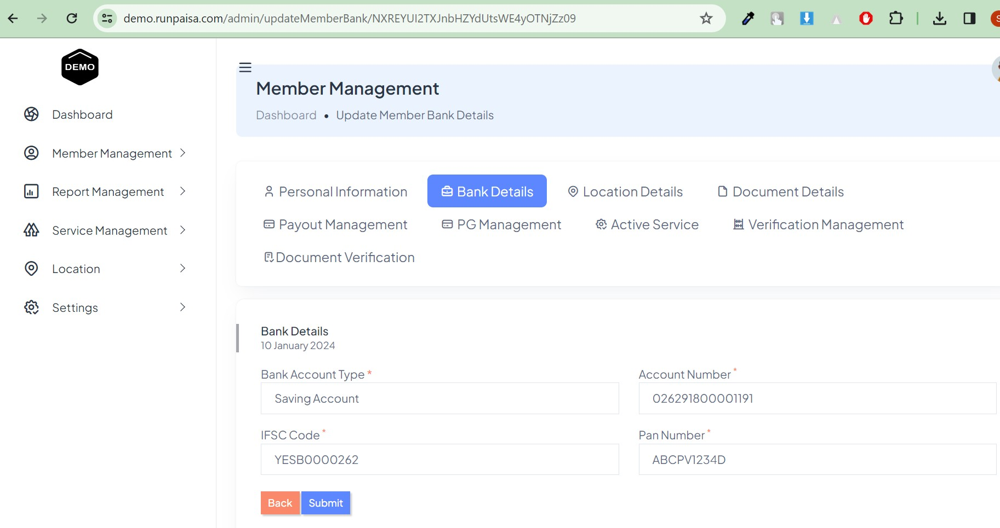 demo.runpaisa.com/admin/updateMemberBank/NXREYUI2TXJnbHZYdUtsWE4yOTNjZz09
S
DEMO
Dashboard
Member Management
Report Management
Service Management
Location
Settings
Member Management
Dashboard • Update Member Bank Details
Personal Information Bank Details Location Details Document Details
Payout Management PG Management Active Service Verification Management
Document Verification
Bank Details
10 January 2024
Bank Account Type * Account Number *
Saving Account 026291800001191
IFSC Code * Pan Number *
YESB0000262 ABCPV1234D
Back Submit